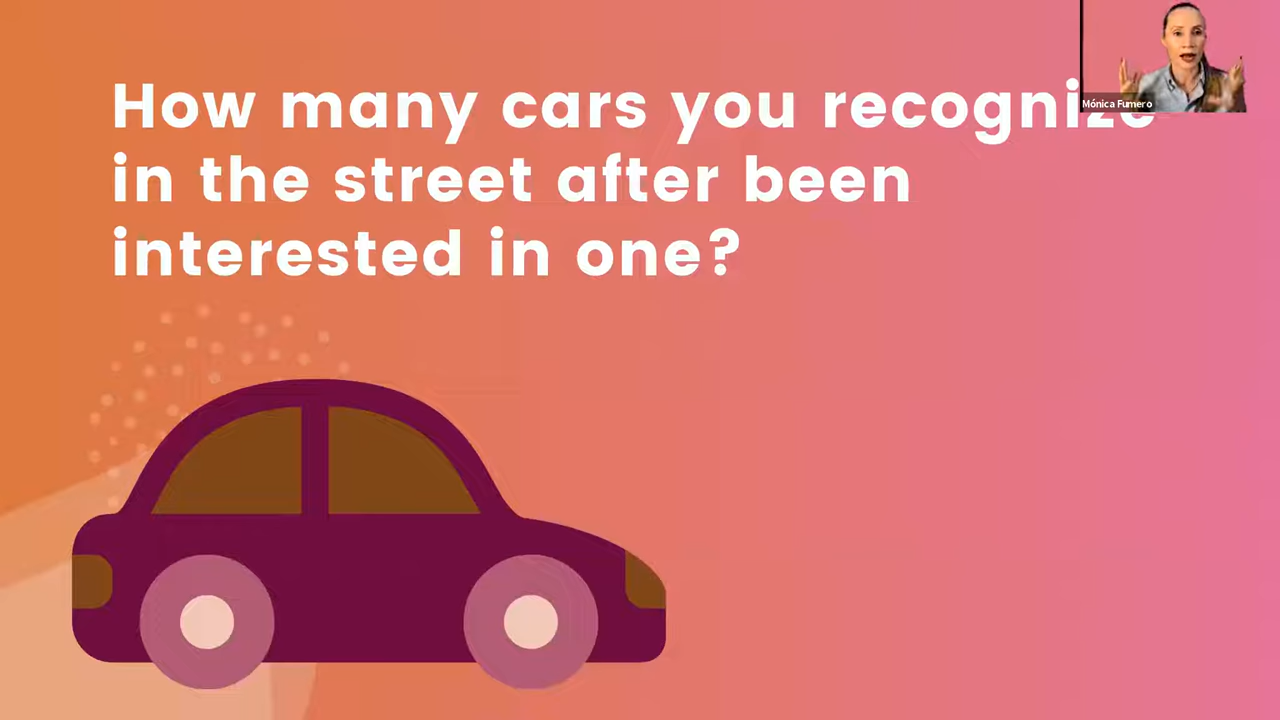 How many cars you recognize
in the street after been
interested in one?
Mónica Fumero